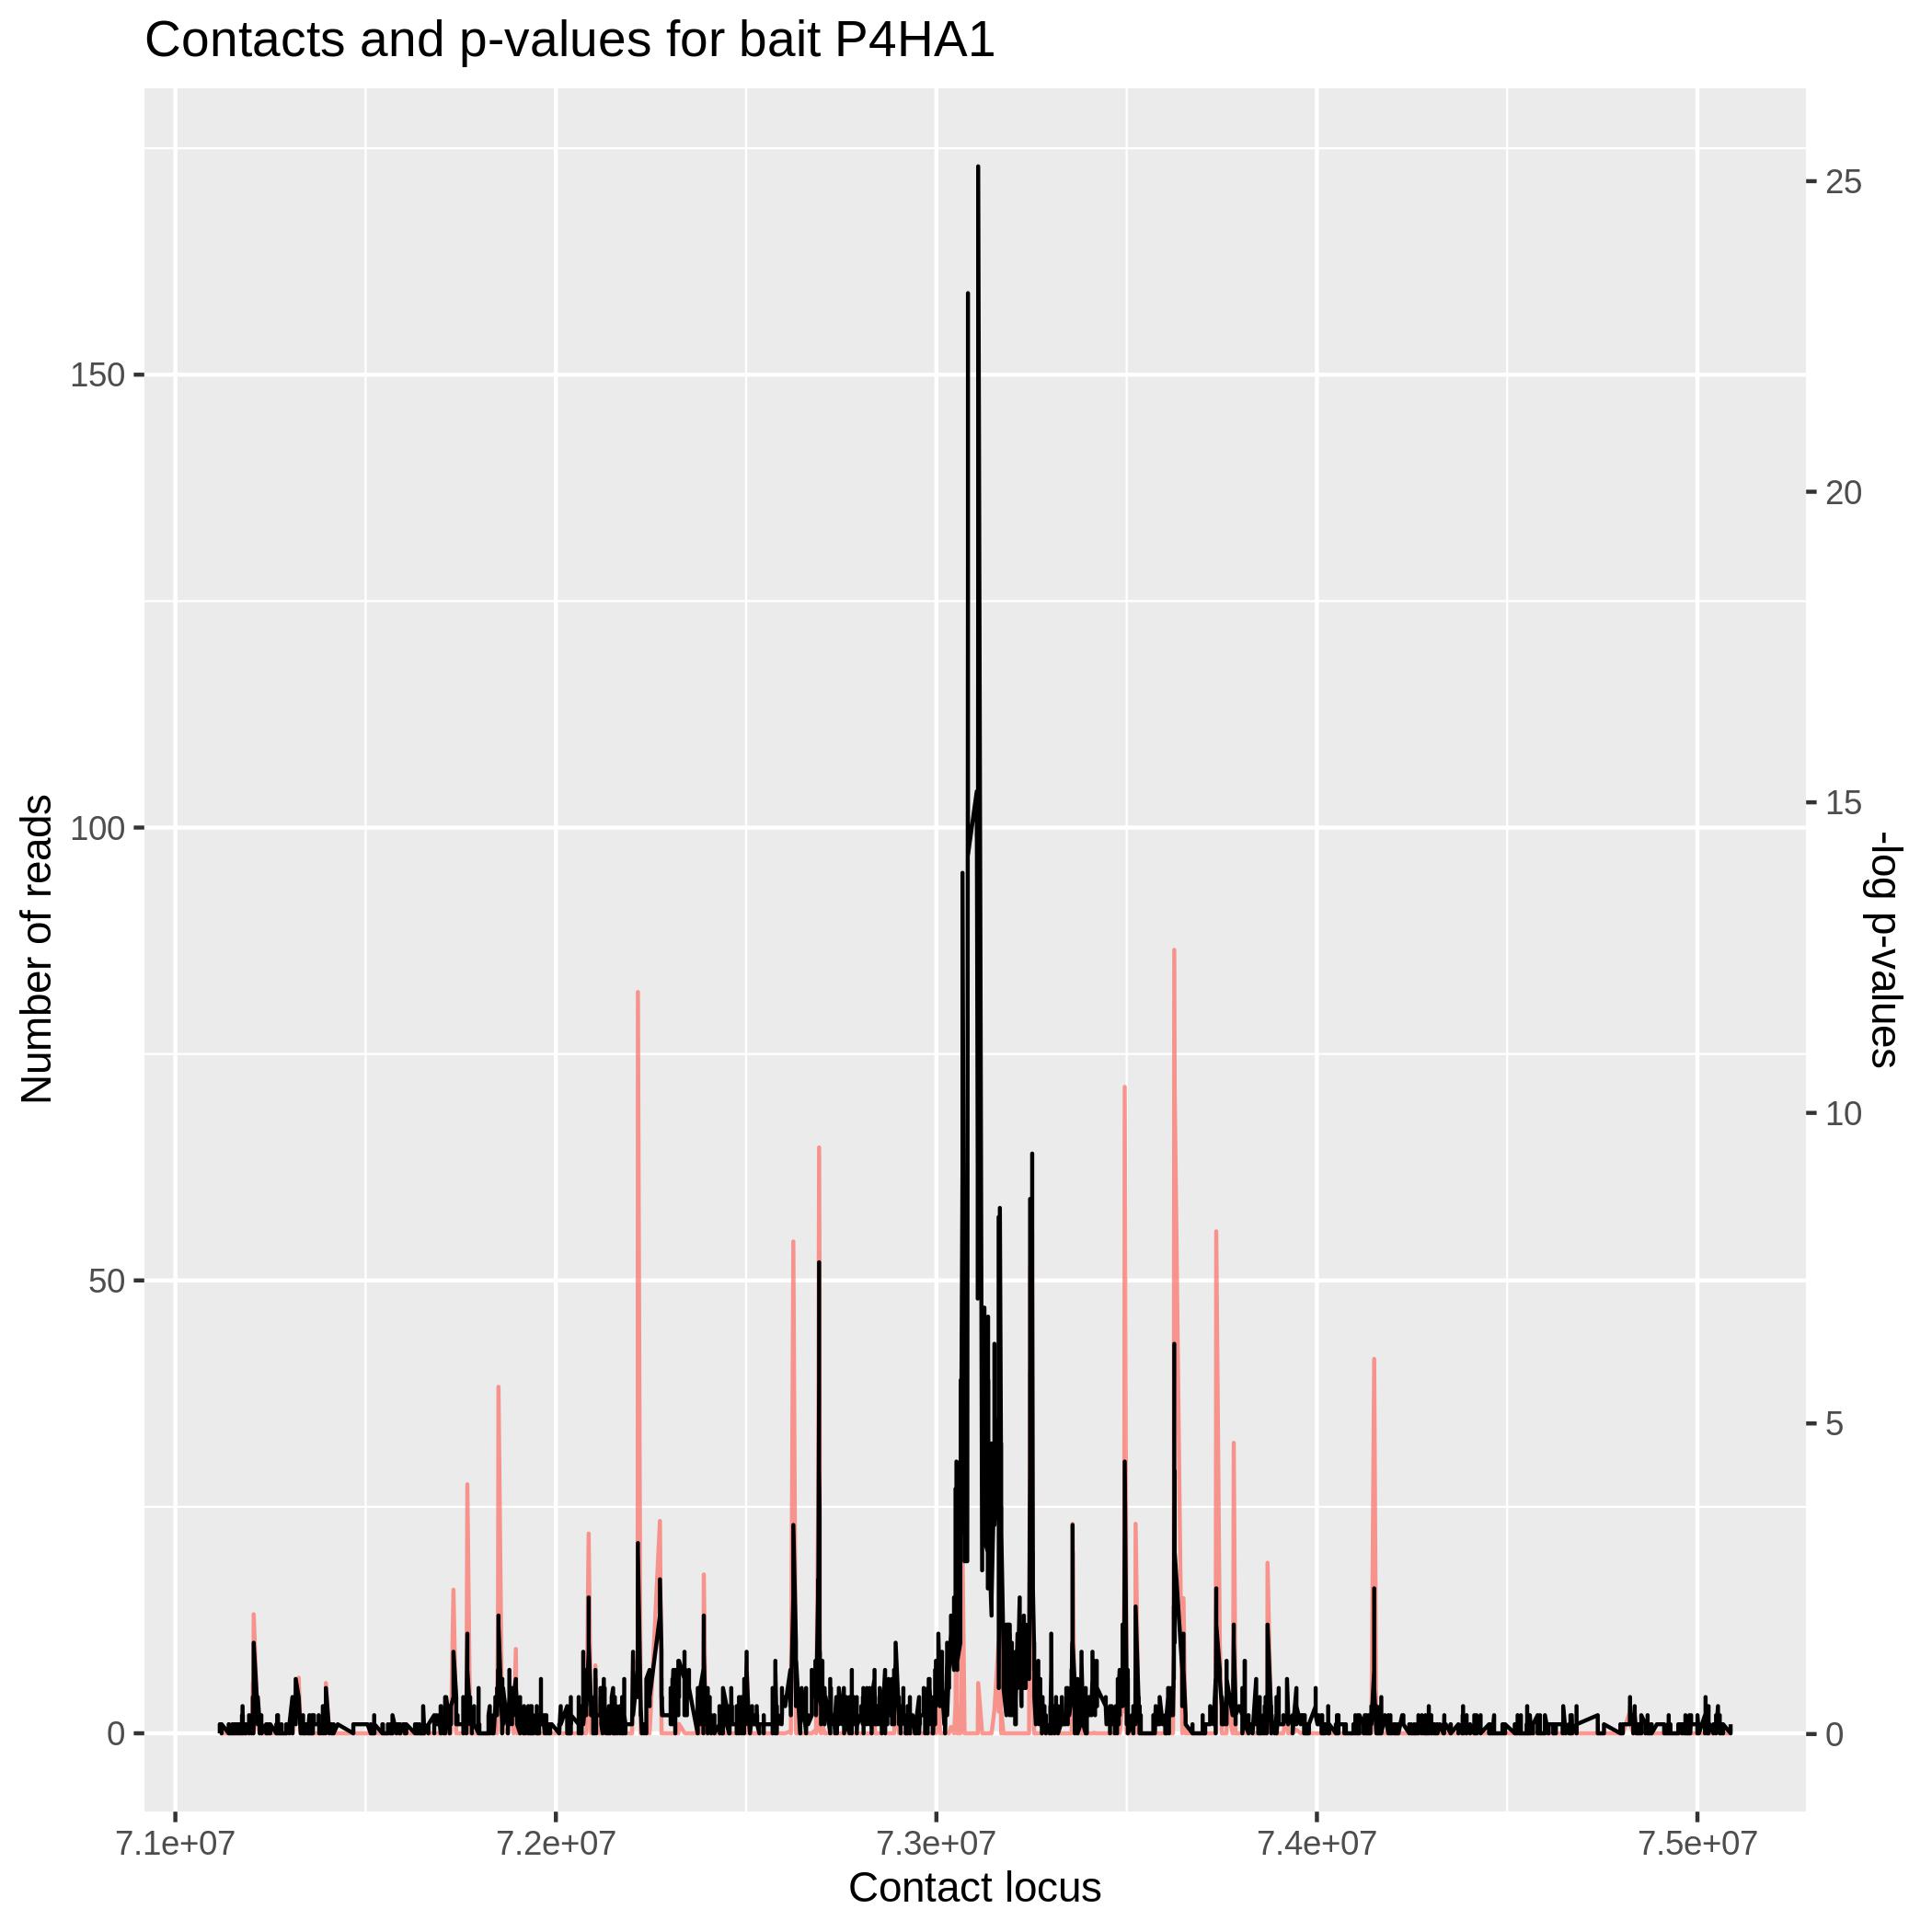 Contacts and p-values for bait P4HA1
150
100
50
0
Number of reads
25
20
15
10
5
0
-log p-values
7.1e+07
7.2e+07
7.3e+07
7.4e+07
7.5e+07
Contact locus